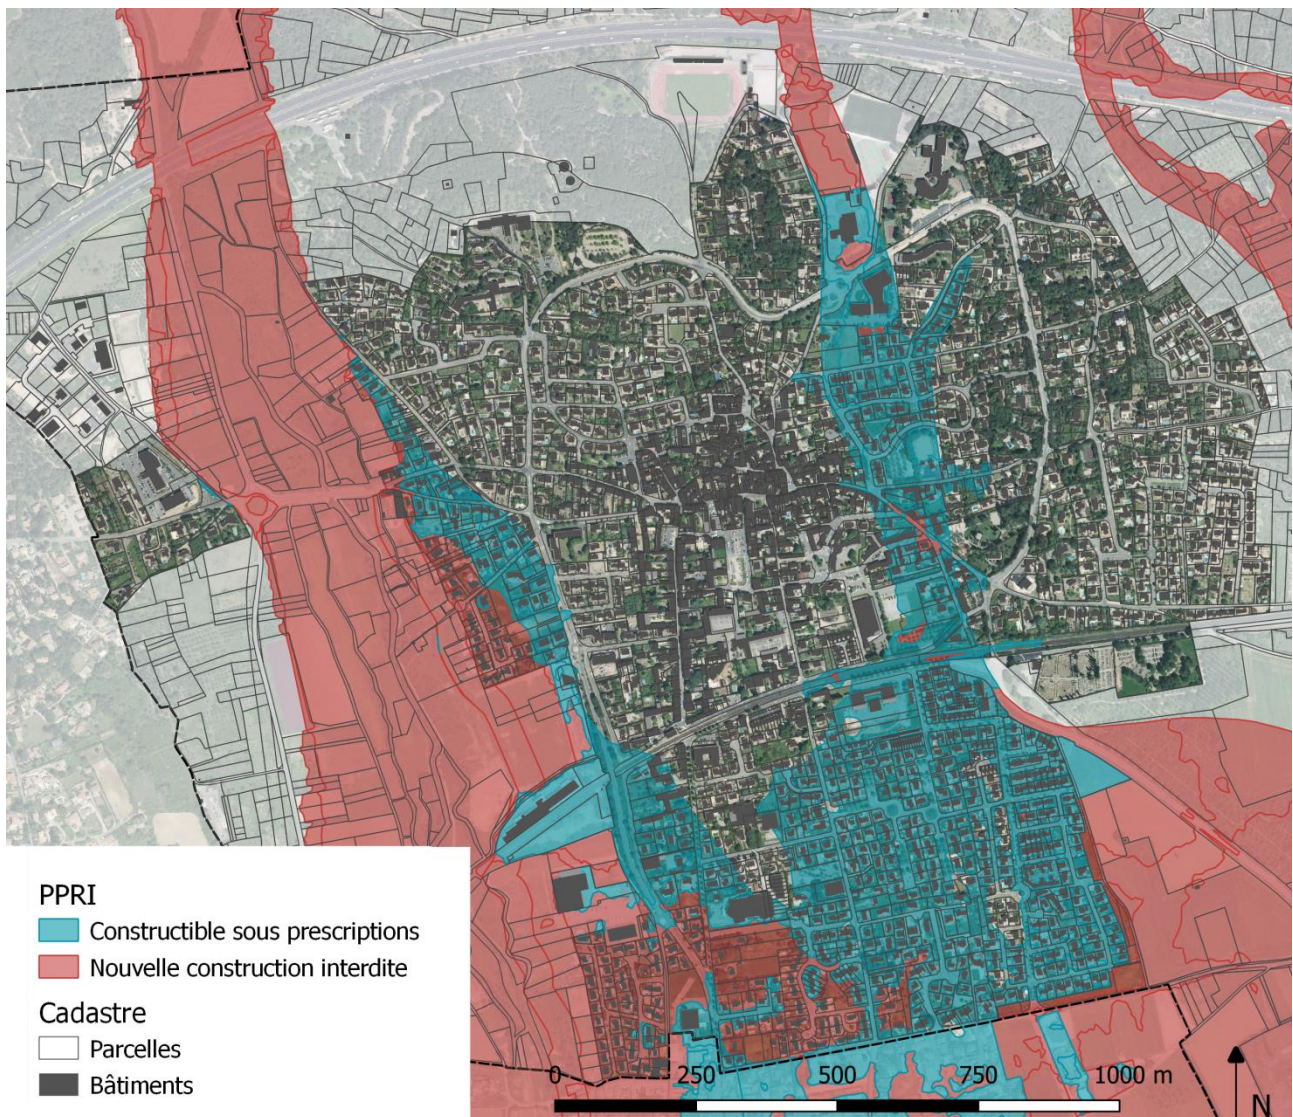 PPRI
Constructible sous prescriptions
Nouvelle construction interdite
Cadastre
Parcelles
Bâtiments
0 250 500 750 1000 m
N